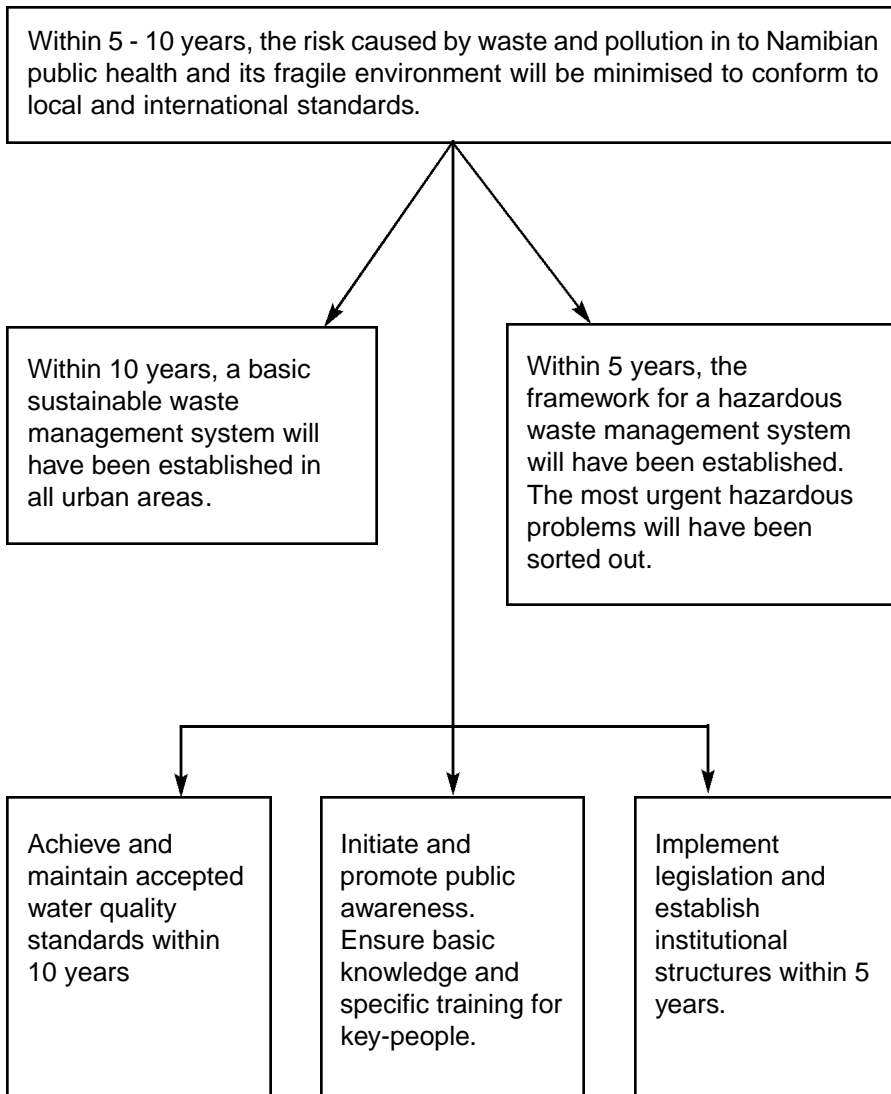 Within 5 - 10 years, the risk caused by waste and pollution in to Namibian
public health and its fragile environment will be minimised to conform to
local and international standards.
Within 10 years, a basic
sustainable waste
management system will
have been established in
all urban areas.
Within 5 years, the
framework for a hazardous
waste management system
will have been established.
The most urgent hazardous
problems will have been
sorted out.
Achieve and
maintain accepted
water quality
standards within
10 years
Initiate and
promote public
awareness.
Ensure basic
knowledge and
specific training for
key-people.
Implement
legislation and
establish
institutional
structures within 5
years.